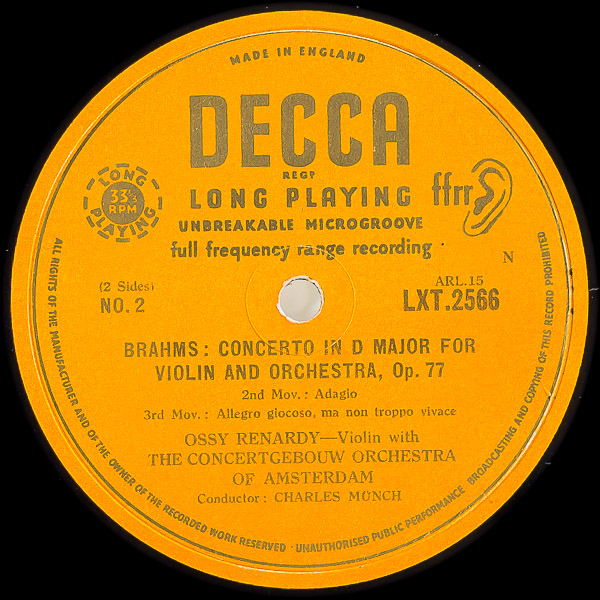 MADE IN ENGLAND
DECCA
REGD
LONG PLAYING
UNBREAKABLE MICROGROOVE
full frequency range recording
LONG
33⅓
RPM
PLAYING
ffrr
N
(2 Sides)
NO. 2
ARL.15
LXT.2566
BRAHMS : CONCERTO IN D MAJOR FOR
VIOLIN AND ORCHESTRA, Op. 77
2nd Mov. : Adagio
3rd Mov. : Allegro giocoso, ma non troppo vivace
OSSY RENARDY—Violin with
THE CONCERTGEBOUW ORCHESTRA
OF AMSTERDAM
Conductor : CHARLES MÜNCH
ALL RIGHTS OF THE MANUFACTURER AND OF THE OWNER OF THE RECORDED WORK RESERVED · UNAUTHORISED PUBLIC PERFORMANCE BROADCASTING AND COPYING OF THIS RECORD PROHIBITED